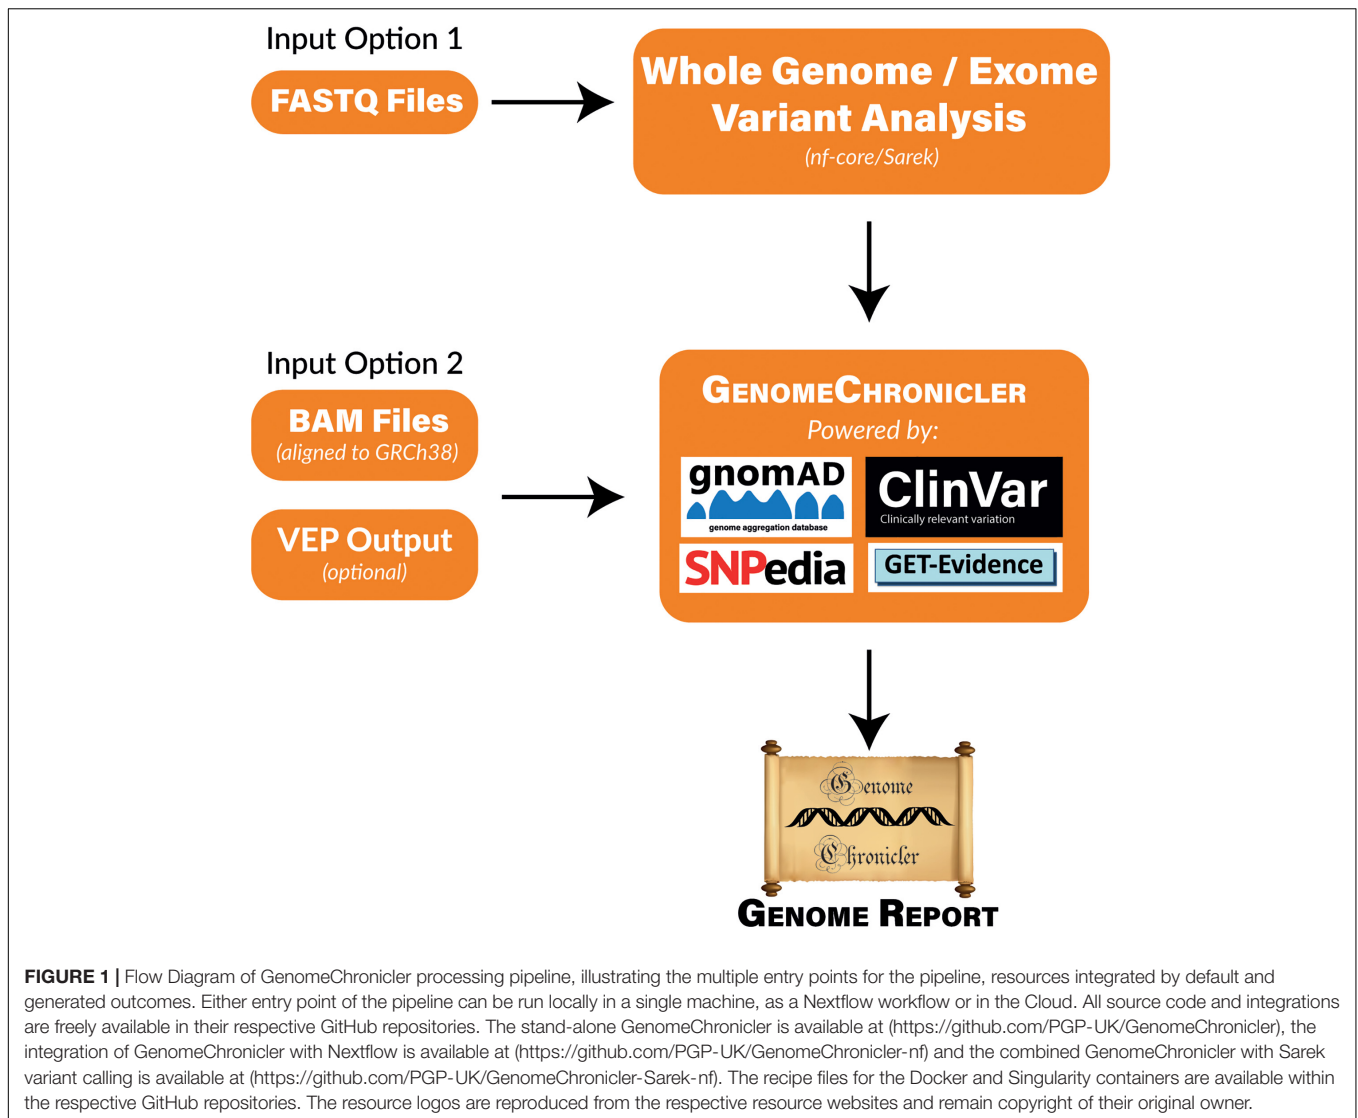 Input Option 1
FASTQ Files
Whole Genome / Exome
Variant Analysis
(nf-core/Sarek)
Input Option 2
BAM Files
(aligned to GRCh38)
VEP Output
(optional)
GENOMECHRONICLER
Powered by:
gnomAD
genome aggregation database
ClinVar
Clinically relevant variation
SNPedia
GET-Evidence
Genome
Chronicler
GENOME REPORT
FIGURE 1 | Flow Diagram of GenomeChronicler processing pipeline, illustrating the multiple entry points for the pipeline, resources integrated by default and
generated outcomes. Either entry point of the pipeline can be run locally in a single machine, as a Nextflow workflow or in the Cloud. All source code and integrations
are freely available in their respective GitHub repositories. The stand-alone GenomeChronicler is available at (https://github.com/PGP-UK/GenomeChronicler), the
integration of GenomeChronicler with Nextflow is available at (https://github.com/PGP-UK/GenomeChronicler-nf) and the combined GenomeChronicler with Sarek
variant calling is available at (https://github.com/PGP-UK/GenomeChronicler-Sarek-nf). The recipe files for the Docker and Singularity containers are available within
the respective GitHub repositories. The resource logos are reproduced from the respective resource websites and remain copyright of their original owner.